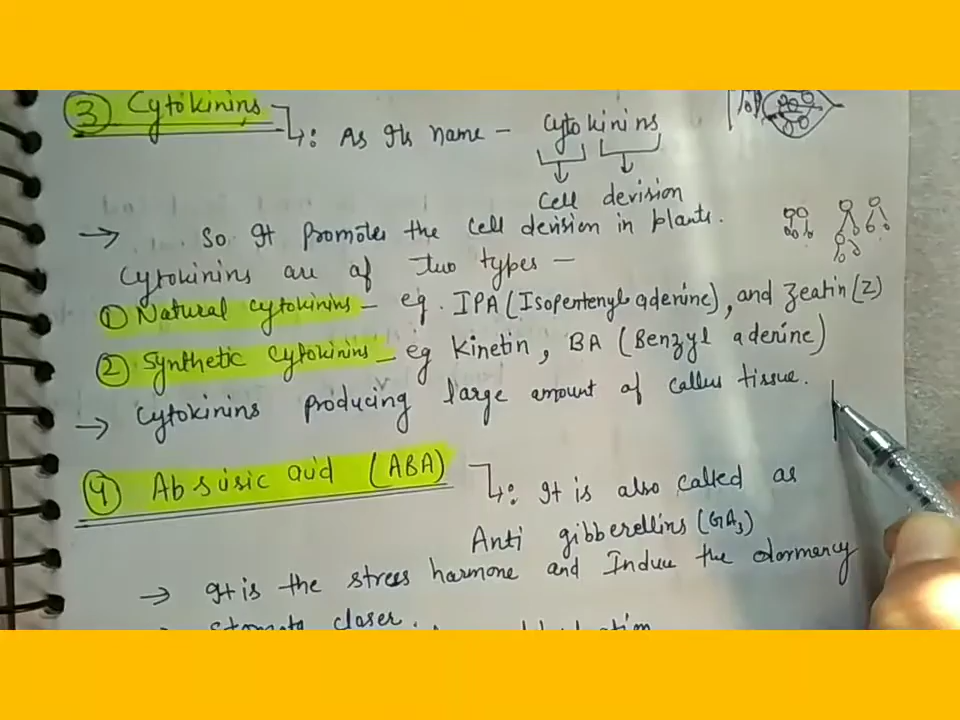 ③ Cytokinins ↳: As Its name - Cytokinins
Cell devision
→ So It Promotes the cell devision in plants.
Cytokinins are of Two types —
① Natural cytokinins - eg. IPA (Isopentenyl adenine), and Zeatin (Z)
② Synthetic Cytokinins - eg Kinetin, BA (Benzyl adenine)
→ Cytokinins producing large amount of callus tissue.
④ Absisic acid (ABA) ↳: It is also called as
Anti gibberellins (GA₃)
→ It is the stress harmone and Induce the dormancy
Stomata closer.